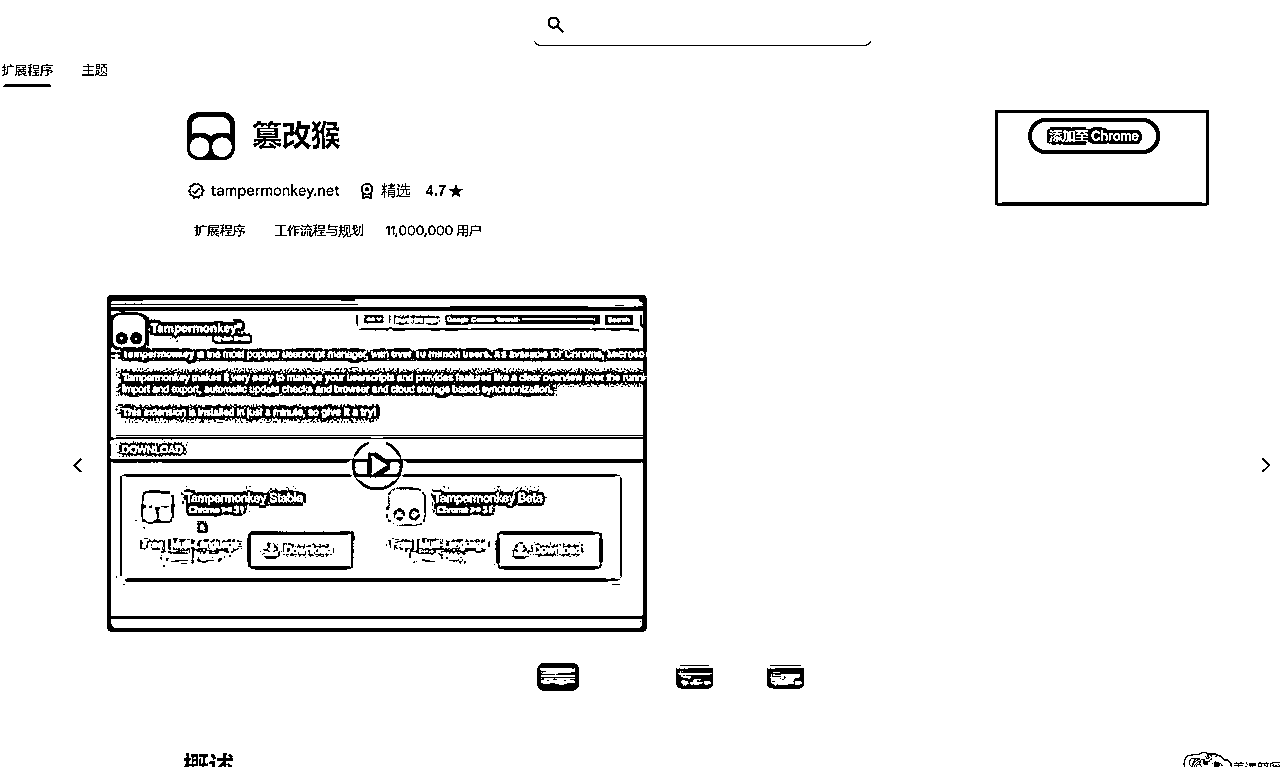 扩展程序 主题
篡改猴
添加至 Chrome
tampermonkey.net 精选 4.7★
扩展程序 工作流程与规划 11,000,000 用户
Tampermonkey®
Search
Tampermonkey is the most popular userscript manager, with over 10 million users. It's available for Chrome, Microso
Tampermonkey makes it very easy to manage your userscripts and provides features like a clear overview over the runn
import and export, automatic update checks and browser and cloud storage based synchronization.
This extension is installed in just a minute, so give it a try!
DOWNLOAD
Tampermonkey Stable
Tampermonkey Beta
Free Multi-Language
Download
Download
概述